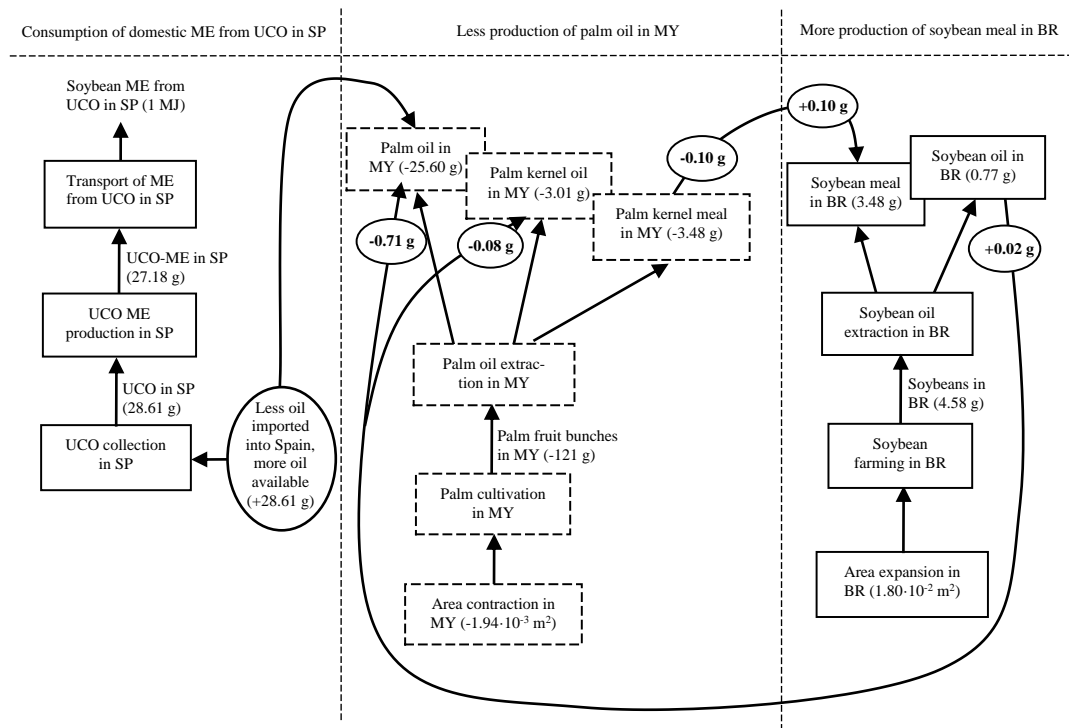 Consumption of domestic ME from UCO in SP
Less production of palm oil in MY
More production of soybean meal in BR
Soybean ME from
UCO in SP (1 MJ)
Transport of ME
from UCO in SP
UCO-ME in SP
(27.18 g)
UCO ME
production in SP
UCO in SP
(28.61 g)
UCO collection
in SP
Less oil
imported
into Spain,
more oil
available
(+28.61 g)
Palm oil in
MY (-25.60 g)
Palm kernel oil
in MY (-3.01 g)
Palm kernel meal
in MY (-3.48 g)
-0.71 g
-0.08 g
-0.10 g
+0.10 g
Palm oil extrac-
tion in MY
Palm fruit bunches
in MY (-121 g)
Palm cultivation
in MY
Area contraction in
MY (-1.94·10⁻³ m²)
Soybean meal
in BR (3.48 g)
Soybean oil in
BR (0.77 g)
+0.02 g
Soybean oil
extraction in BR
Soybeans in
BR (4.58 g)
Soybean
farming in BR
Area expansion in
BR (1.80·10⁻² m²)